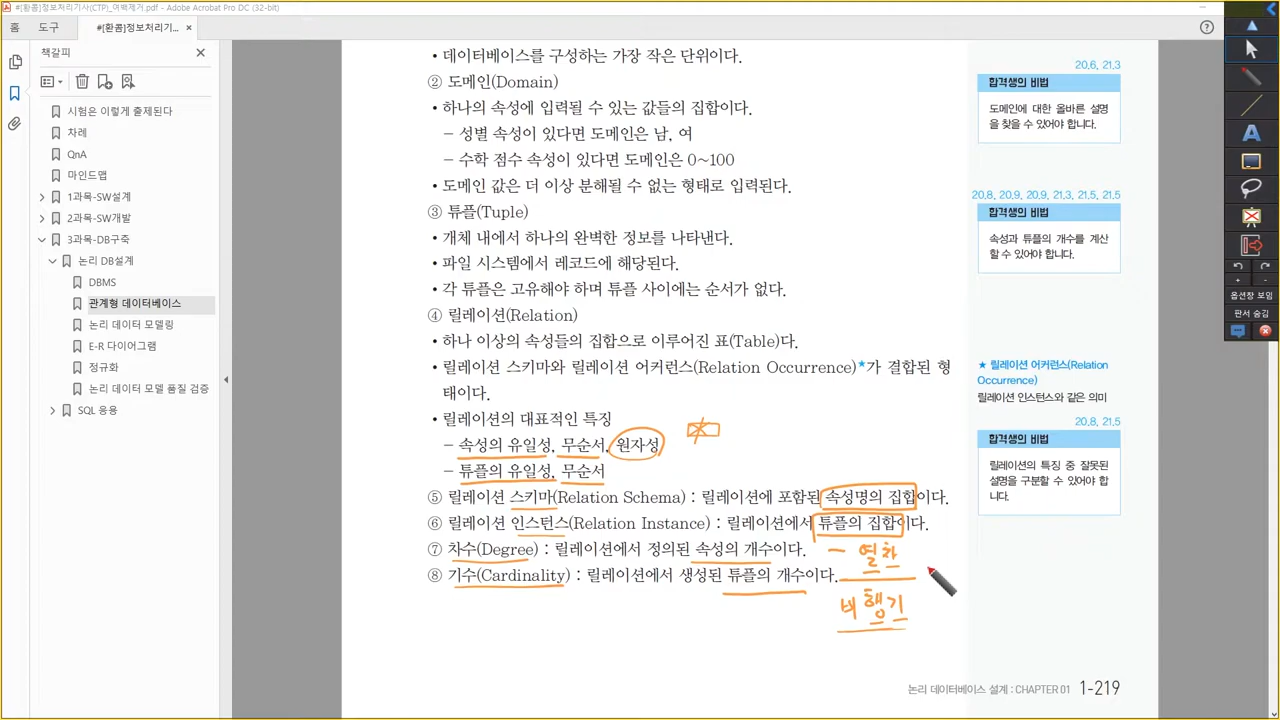 #[환콤]정보처리기사(CTP)_여백제거.pdf - Adobe Acrobat Pro DC (32-bit)
홈 도구 #[환콤]정보처리기... ×
책갈피
시험은 이렇게 출제된다
차례
QnA
마인드맵
1과목-SW설계
2과목-SW개발
3과목-DB구축
논리 DB설계
DBMS
관계형 데이터베이스
논리 데이터 모델링
E-R 다이어그램
정규화
논리 데이터 모델 품질 검증
SQL 응용
• 데이터베이스를 구성하는 가장 작은 단위이다.
② 도메인(Domain)
• 하나의 속성에 입력될 수 있는 값들의 집합이다.
– 성별 속성이 있다면 도메인은 남, 여
– 수학 점수 속성이 있다면 도메인은 0~100
• 도메인 값은 더 이상 분해될 수 없는 형태로 입력된다.
③ 튜플(Tuple)
• 개체 내에서 하나의 완벽한 정보를 나타낸다.
• 파일 시스템에서 레코드에 해당된다.
• 각 튜플은 고유해야 하며 튜플 사이에는 순서가 없다.
④ 릴레이션(Relation)
• 하나 이상의 속성들의 집합으로 이루어진 표(Table)다.
• 릴레이션 스키마와 릴레이션 어커런스(Relation Occurrence)★가 결합된 형
태이다.
• 릴레이션의 대표적인 특징
– 속성의 유일성, 무순서, 원자성
– 튜플의 유일성, 무순서
⑤ 릴레이션 스키마(Relation Schema) : 릴레이션에 포함된 속성명의 집합이다.
⑥ 릴레이션 인스턴스(Relation Instance) : 릴레이션에서 튜플의 집합이다.
⑦ 차수(Degree) : 릴레이션에서 정의된 속성의 개수이다. – 열차
⑧ 기수(Cardinality) : 릴레이션에서 생성된 튜플의 개수이다.
비행기
20.6, 21.3
합격생의 비법
도메인에 대한 올바른 설명
을 찾을 수 있어야 합니다.
20.8, 20.9, 20.9, 21.3, 21.5, 21.5
합격생의 비법
속성과 튜플의 개수를 계산
할 수 있어야 합니다.
★ 릴레이션 어커런스(Relation
Occurrence)
릴레이션 인스턴스와 같은 의미
20.8, 21.5
합격생의 비법
릴레이션의 특징 중 잘못된
설명을 구분할 수 있어야 합
니다.
논리 데이터베이스 설계 : CHAPTER 01 1-219
A
옵션장 보임
판서 숨김